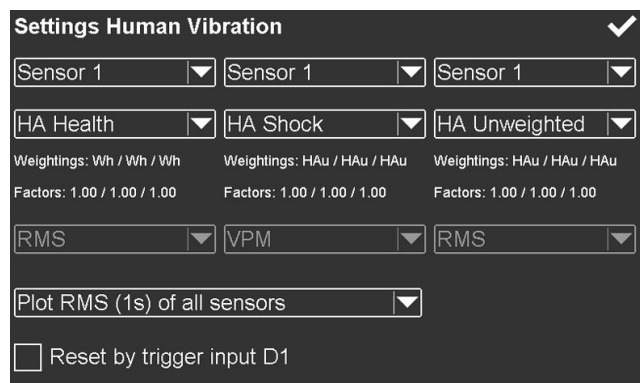 Settings Human Vibration
Sensor 1 Sensor 1 Sensor 1
HA Health HA Shock HA Unweighted
Weightings: Wh / Wh / Wh Weightings: HAu / HAu / HAu Weightings: HAu / HAu / HAu
Factors: 1.00 / 1.00 / 1.00 Factors: 1.00 / 1.00 / 1.00 Factors: 1.00 / 1.00 / 1.00
RMS VPM RMS
Plot RMS (1s) of all sensors
Reset by trigger input D1